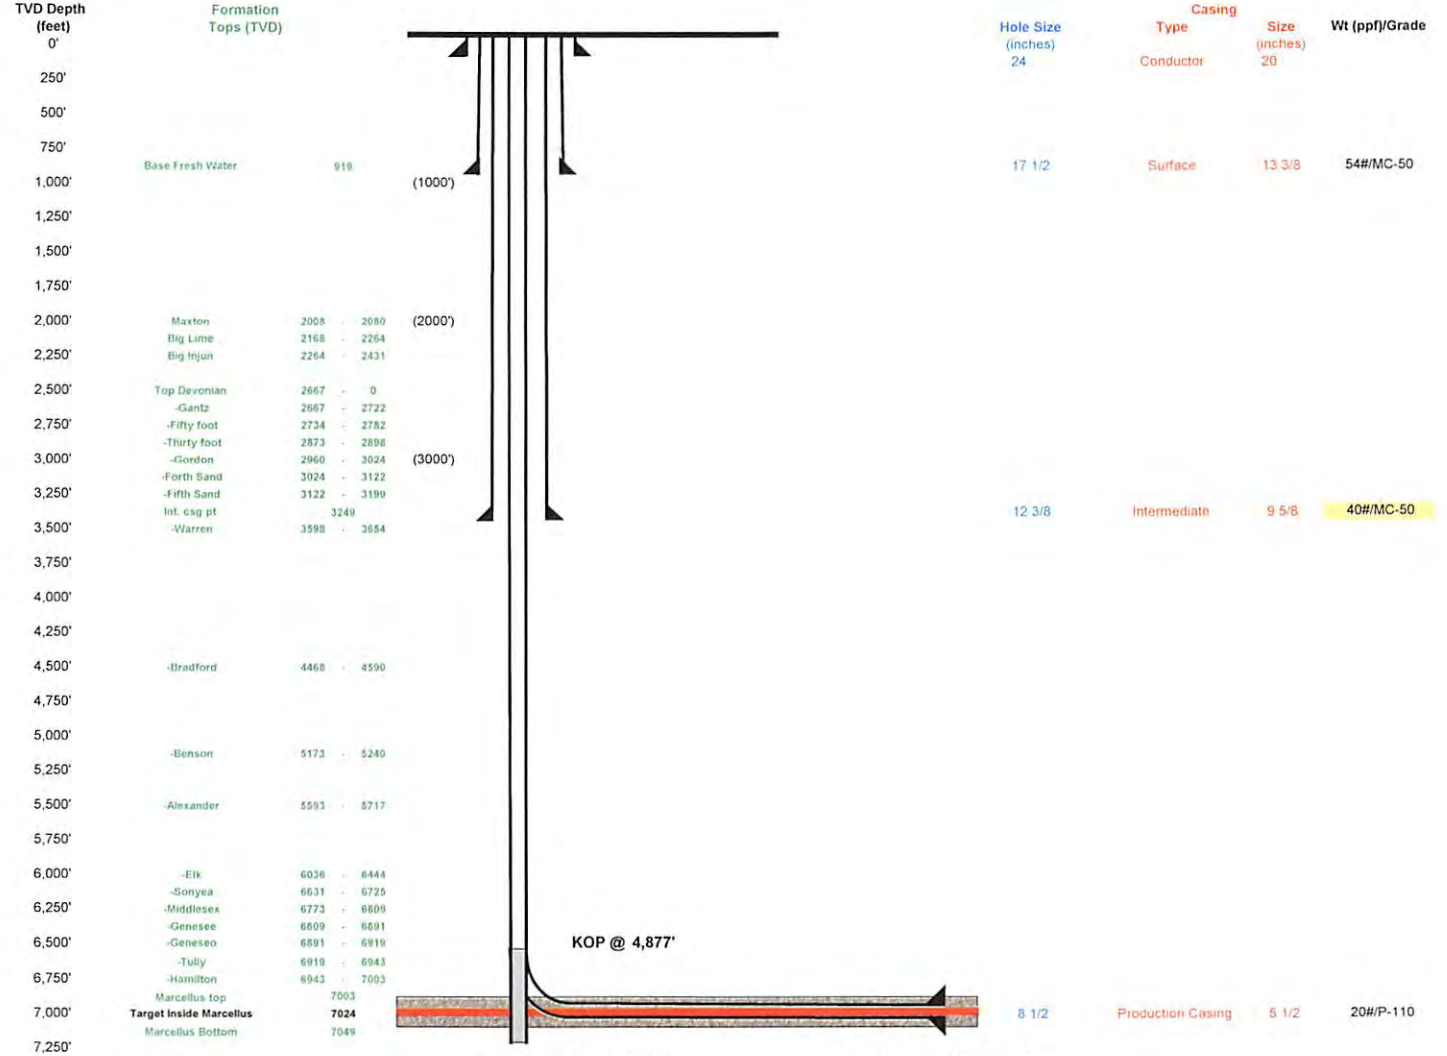 TVD Depth Formation Casing
(feet) Tops (TVD) Hole Size Type Size Wt (ppf)/Grade
0' (inches) (inches)
24 Conductor 20
250'
500'
750'
Base Fresh Water 919 17 1/2 Surface 13 3/8 54#/MC-50
1,000' (1000')
1,250'
1,500'
1,750'
2,000' Maxton 2008 - 2080 (2000')
Big Lime 2168 - 2264
2,250' Big Injun 2264 - 2431
2,500' Top Devonian 2667 - 0
-Gantz 2667 - 2722
2,750' -Fifty foot 2734 - 2782
-Thirty foot 2873 - 2898
3,000' -Gordon 2960 - 3024 (3000')
-Forth Sand 3024 - 3122
3,250' -Fifth Sand 3122 - 3199
Int. csg pt 3249 12 3/8 Intermediate 9 5/8 40#/MC-50
3,500' -Warren 3598 - 3654
3,750'
4,000'
4,250'
4,500' -Bradford 4468 - 4590
4,750'
5,000'
-Benson 5173 - 5240
5,250'
5,500' -Alexander 5593 - 5717
5,750'
6,000' -Elk 6036 - 6444
-Sonyea 6631 - 6725
6,250' -Middlesex 6773 - 6809
-Genesee 6809 - 6891
6,500' -Geneseo 6891 - 6919 KOP @ 4,877'
-Tully 6919 - 6943
6,750' -Hamilton 6943 - 7003
Marcellus top 7003
7,000' Target Inside Marcellus 7024 8 1/2 Production Casing 5 1/2 20#/P-110
Marcellus Bottom 7049
7,250'